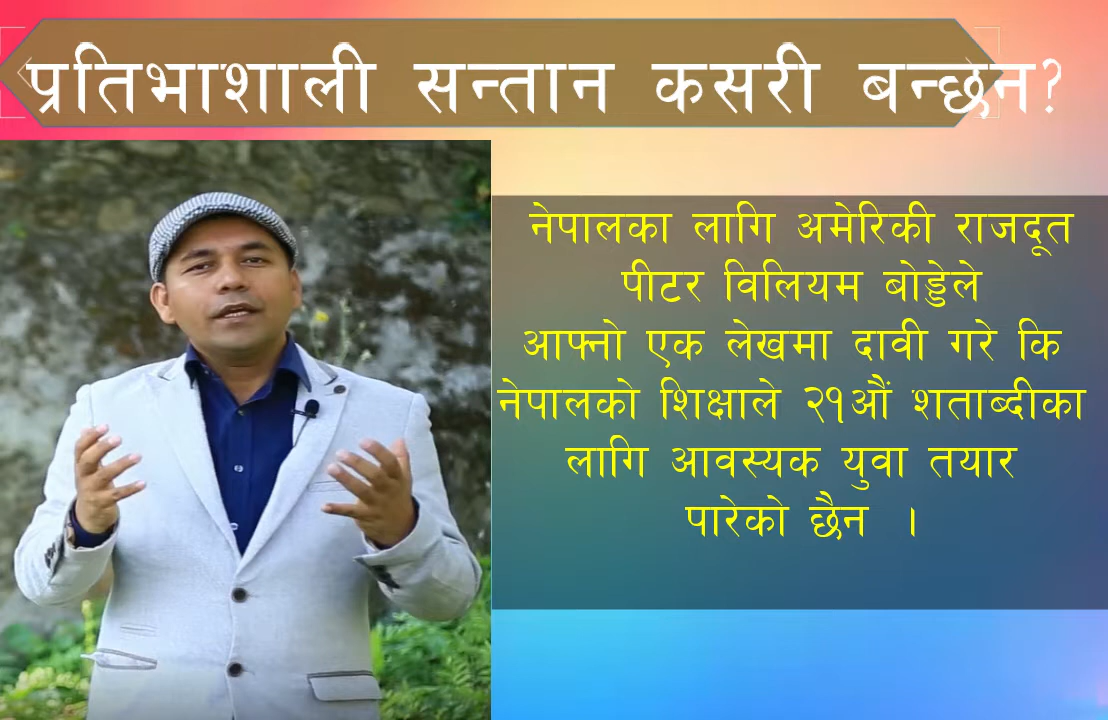 प्रतिभाशाली सन्तान कसरी बन्छन?
नेपालका लागि अमेरिकी राजदूत
पीटर विलियम बोड्डेले
आफ्नो एक लेखमा दावी गरे कि
नेपालको शिक्षाले २१औं शताब्दीका
लागि आवस्यक युवा तयार
पारेको छैन ।